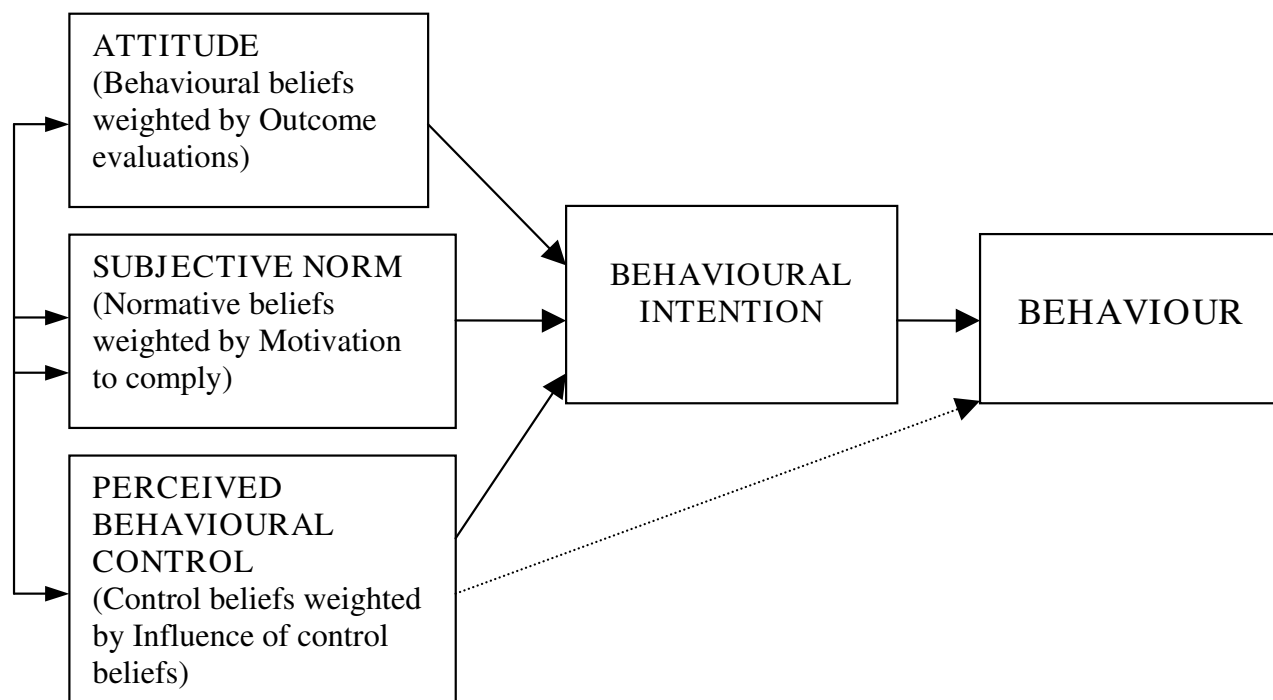 ATTITUDE
(Behavioural beliefs
weighted by Outcome
evaluations)
SUBJECTIVE NORM
(Normative beliefs
weighted by Motivation
to comply)
PERCEIVED
BEHAVIOURAL
CONTROL
(Control beliefs weighted
by Influence of control
beliefs)
BEHAVIOURAL
INTENTION
BEHAVIOUR